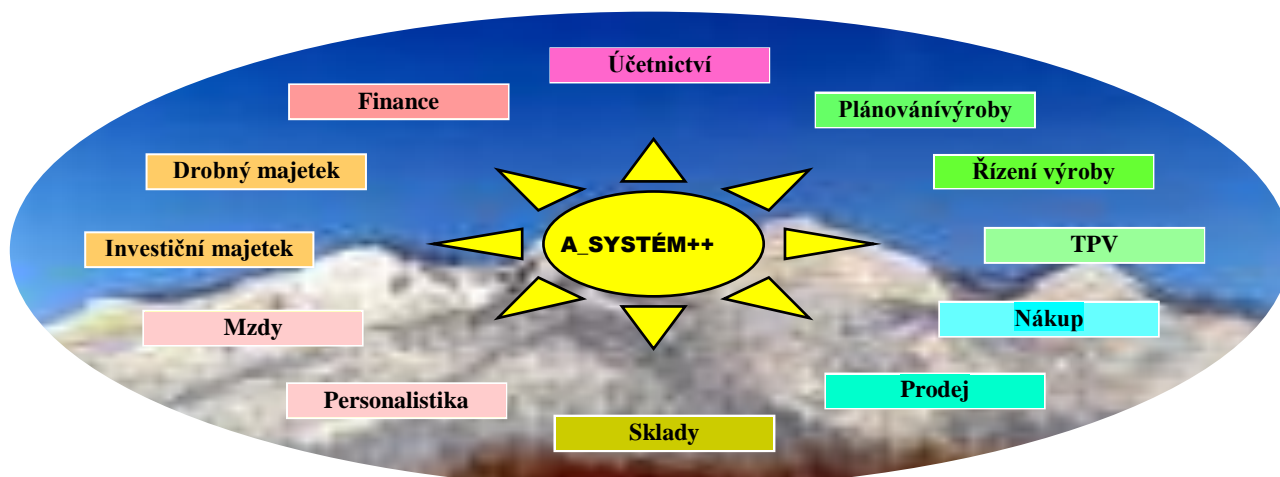 Účetnictví
Finance
Plánovánívýroby
Drobný majetek
Řízení výroby
A_SYSTÉM++
Investiční majetek
TPV
Mzdy
Nákup
Personalistika
Prodej
Sklady